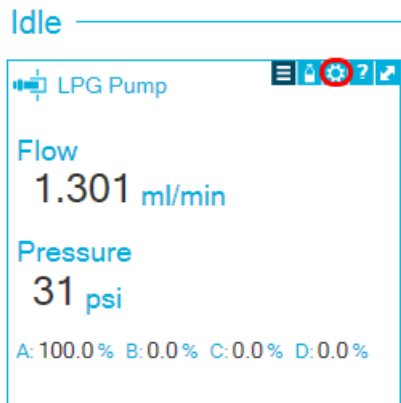 Idle
LPG Pump ?
Flow
1.301 ml/min
Pressure
31 psi
A: 100.0 % B: 0.0 % C: 0.0 % D: 0.0 %